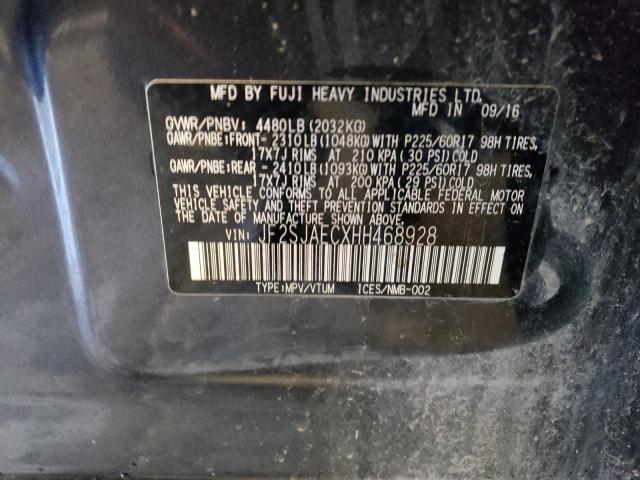 MFD BY FUJI HEAVY INDUSTRIES LTD.
MFD IN 09/16
GVWR/PNBV: 4480LB(2032KG)
GAWR/PNBE:FRONT- 2310LB(1048KG)WITH P225/60R17 98H TIRES,
17X7J RIMS AT 210 KPA( 30 PSI)COLD
GAWR/PNBE:REAR - 2410LB(1093KG)WITH P225/60R17 98H TIRES,
17X7J RIMS AT 200 KPA( 29 PSI)COLD
THIS VEHICLE CONFORMS TO ALL APPLICABLE FEDERAL MOTOR
VEHICLE SAFETY, BUMPER AND THEFT PREVENTION STANDARDS IN
EFFECT ON THE DATE OF MANUFACTURE SHOWN ABOVE.
VIN: JF2SJAECXHH468928
TYPE:MPV/VTUM ICES/NMB-002